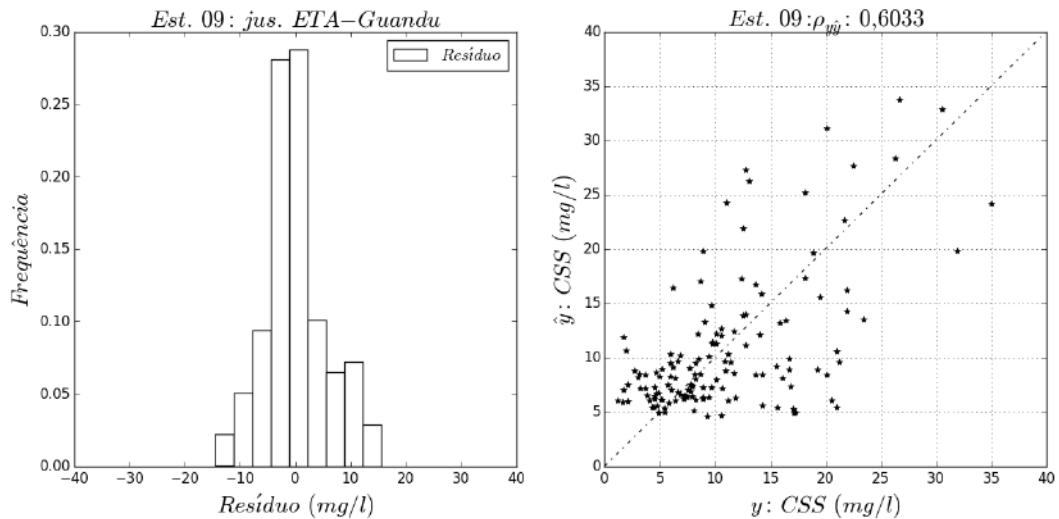 Est. 09: jus. ETA−Guandu
0.30
0.25
0.20
0.15
0.10
0.05
0.00
Frequência
Resíduo
−40 −30 −20 −10 0 10 20 30 40
Resíduo (mg/l)
Est. 09:ρyŷ: 0,6033
40
35
30
25
20
15
10
5
0
ŷ: CSS (mg/l)
0 5 10 15 20 25 30 35 40
y: CSS (mg/l)